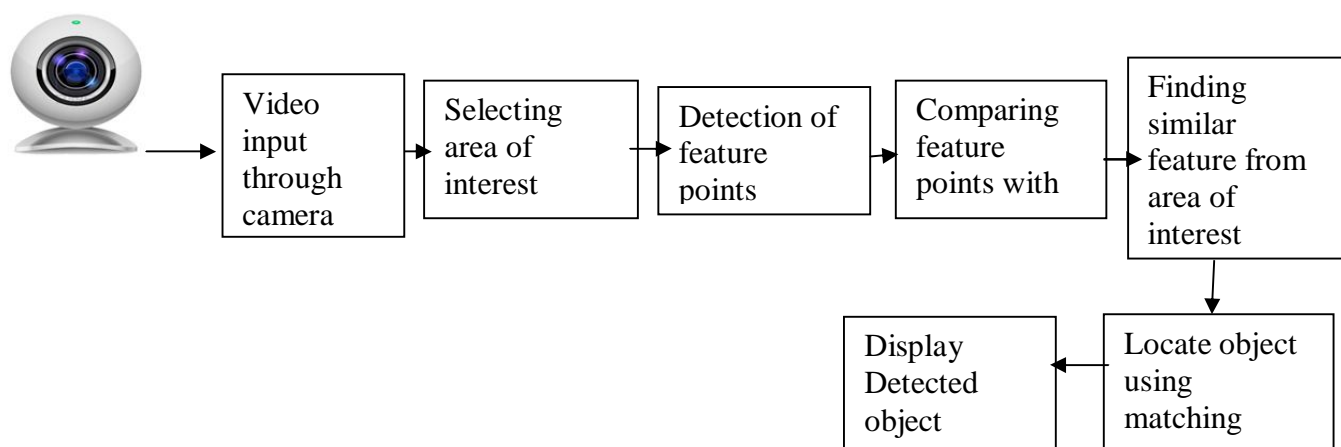 Video
input
through
camera
Selecting
area of
interest
Detection of
feature
points
Comparing
feature
points with
Finding
similar
feature from
area of
interest
Locate object
using
matching
Display
Detected
object